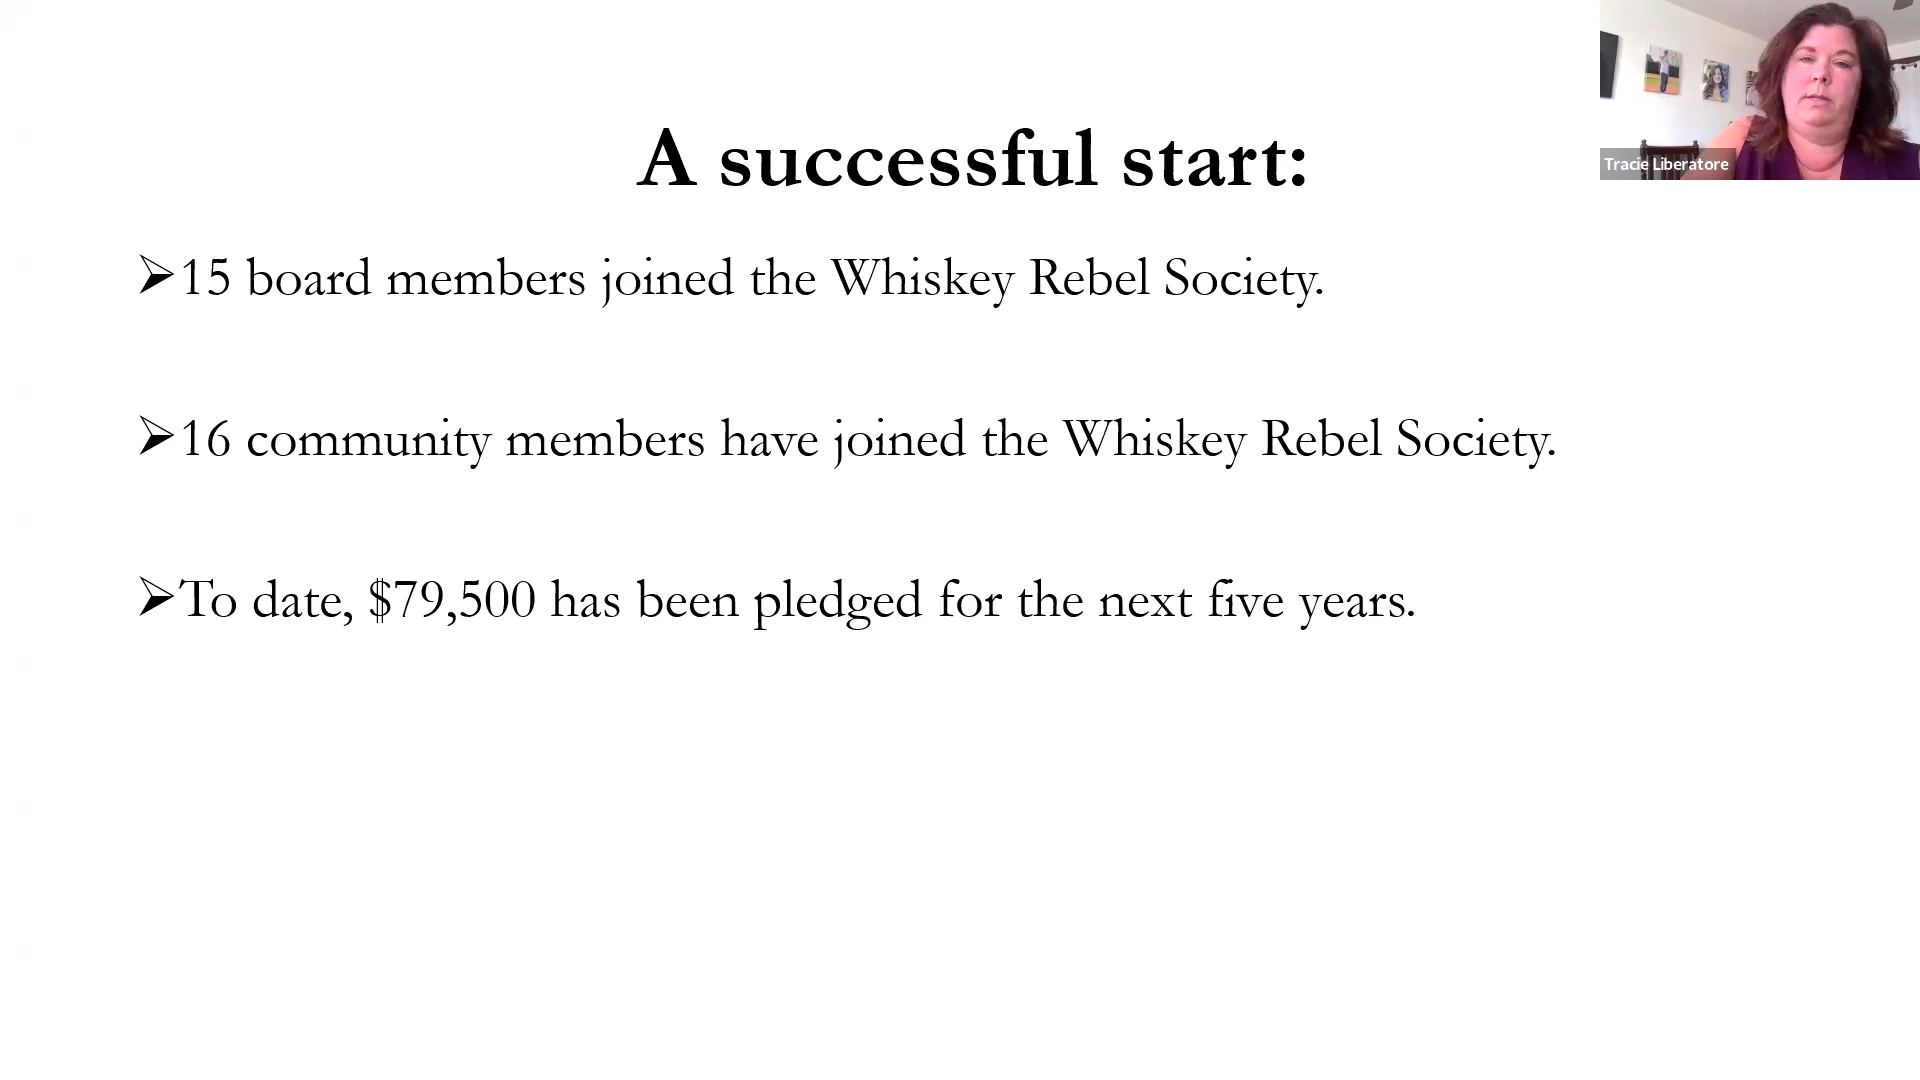 A successful start:
➢15 board members joined the Whiskey Rebel Society.
➢16 community members have joined the Whiskey Rebel Society.
➢To date, $79,500 has been pledged for the next five years.
Tracie Liberatore